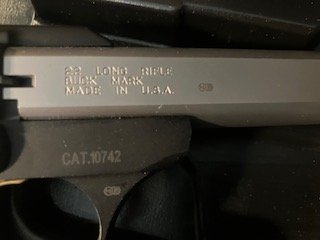 22 LONG RIFLE
BUCK MARK
MADE IN U.S.A.
CAT.10742